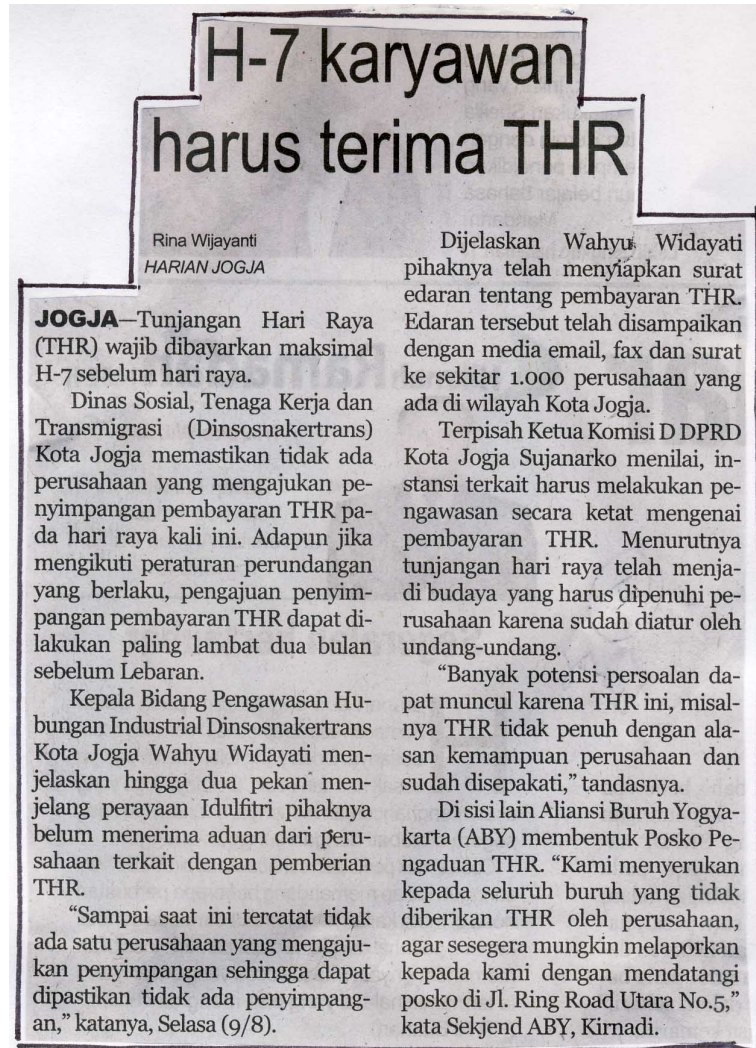 H-7 karyawan
harus terima THR
Rina Wijayanti
HARIAN JOGJA
JOGJA—Tunjangan Hari Raya
(THR) wajib dibayarkan maksimal
H-7 sebelum hari raya.
Dinas Sosial, Tenaga Kerja dan
Transmigrasi (Dinsosnakertrans)
Kota Jogja memastikan tidak ada
perusahaan yang mengajukan pe-
nyimpangan pembayaran THR pa-
da hari raya kali ini. Adapun jika
mengikuti peraturan perundangan
yang berlaku, pengajuan penyim-
pangan pembayaran THR dapat di-
lakukan paling lambat dua bulan
sebelum Lebaran.
Kepala Bidang Pengawasan Hu-
bungan Industrial Dinsosnakertrans
Kota Jogja Wahyu Widayati men-
jelaskan hingga dua pekan men-
jelang perayaan Idulfitri pihaknya
belum menerima aduan dari peru-
sahaan terkait dengan pemberian
THR.
“Sampai saat ini tercatat tidak
ada satu perusahaan yang mengaju-
kan penyimpangan sehingga dapat
dipastikan tidak ada penyimpang-
an,” katanya, Selasa (9/8).
Dijelaskan Wahyu Widayati
pihaknya telah menyiapkan surat
edaran tentang pembayaran THR.
Edaran tersebut telah disampaikan
dengan media email, fax dan surat
ke sekitar 1.000 perusahaan yang
ada di wilayah Kota Jogja.
Terpisah Ketua Komisi D DPRD
Kota Jogja Sujanarko menilai, in-
stansi terkait harus melakukan pe-
ngawasan secara ketat mengenai
pembayaran THR. Menurutnya
tunjangan hari raya telah menja-
di budaya yang harus dipenuhi pe-
rusahaan karena sudah diatur oleh
undang-undang.
“Banyak potensi persoalan da-
pat muncul karena THR ini, misal-
nya THR tidak penuh dengan ala-
san kemampuan perusahaan dan
sudah disepakati,” tandasnya.
Di sisi lain Aliansi Buruh Yogya-
karta (ABY) membentuk Posko Pe-
ngaduan THR. “Kami menyerukan
kepada seluruh buruh yang tidak
diberikan THR oleh perusahaan,
agar sesegera mungkin melaporkan
kepada kami dengan mendatangi
posko di Jl. Ring Road Utara No.5,”
kata Sekjend ABY, Kirnadi.